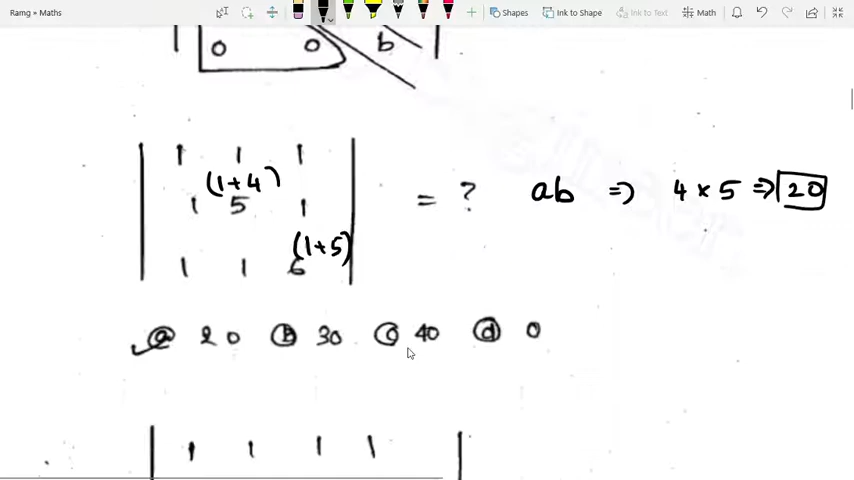 Ramg » Maths
Shapes Ink to Shape Ink to Text Math
0 0 b
1 1 1
(1+4)
1 5 1 = ? ab ⇒ 4 × 5 ⇒ 20
(1+5)
1 1 6
ⓐ 20 ⓑ 30 ⓒ 40 ⓓ 0
1 1 1 1